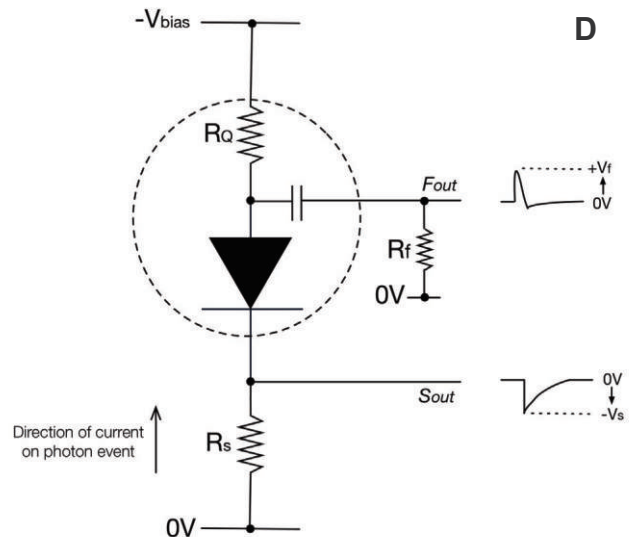 -Vbias
D
RQ
Fout
+Vf
0V
Rf
0V
Sout
0V
-Vs
Direction of current
on photon event
Rs
0V